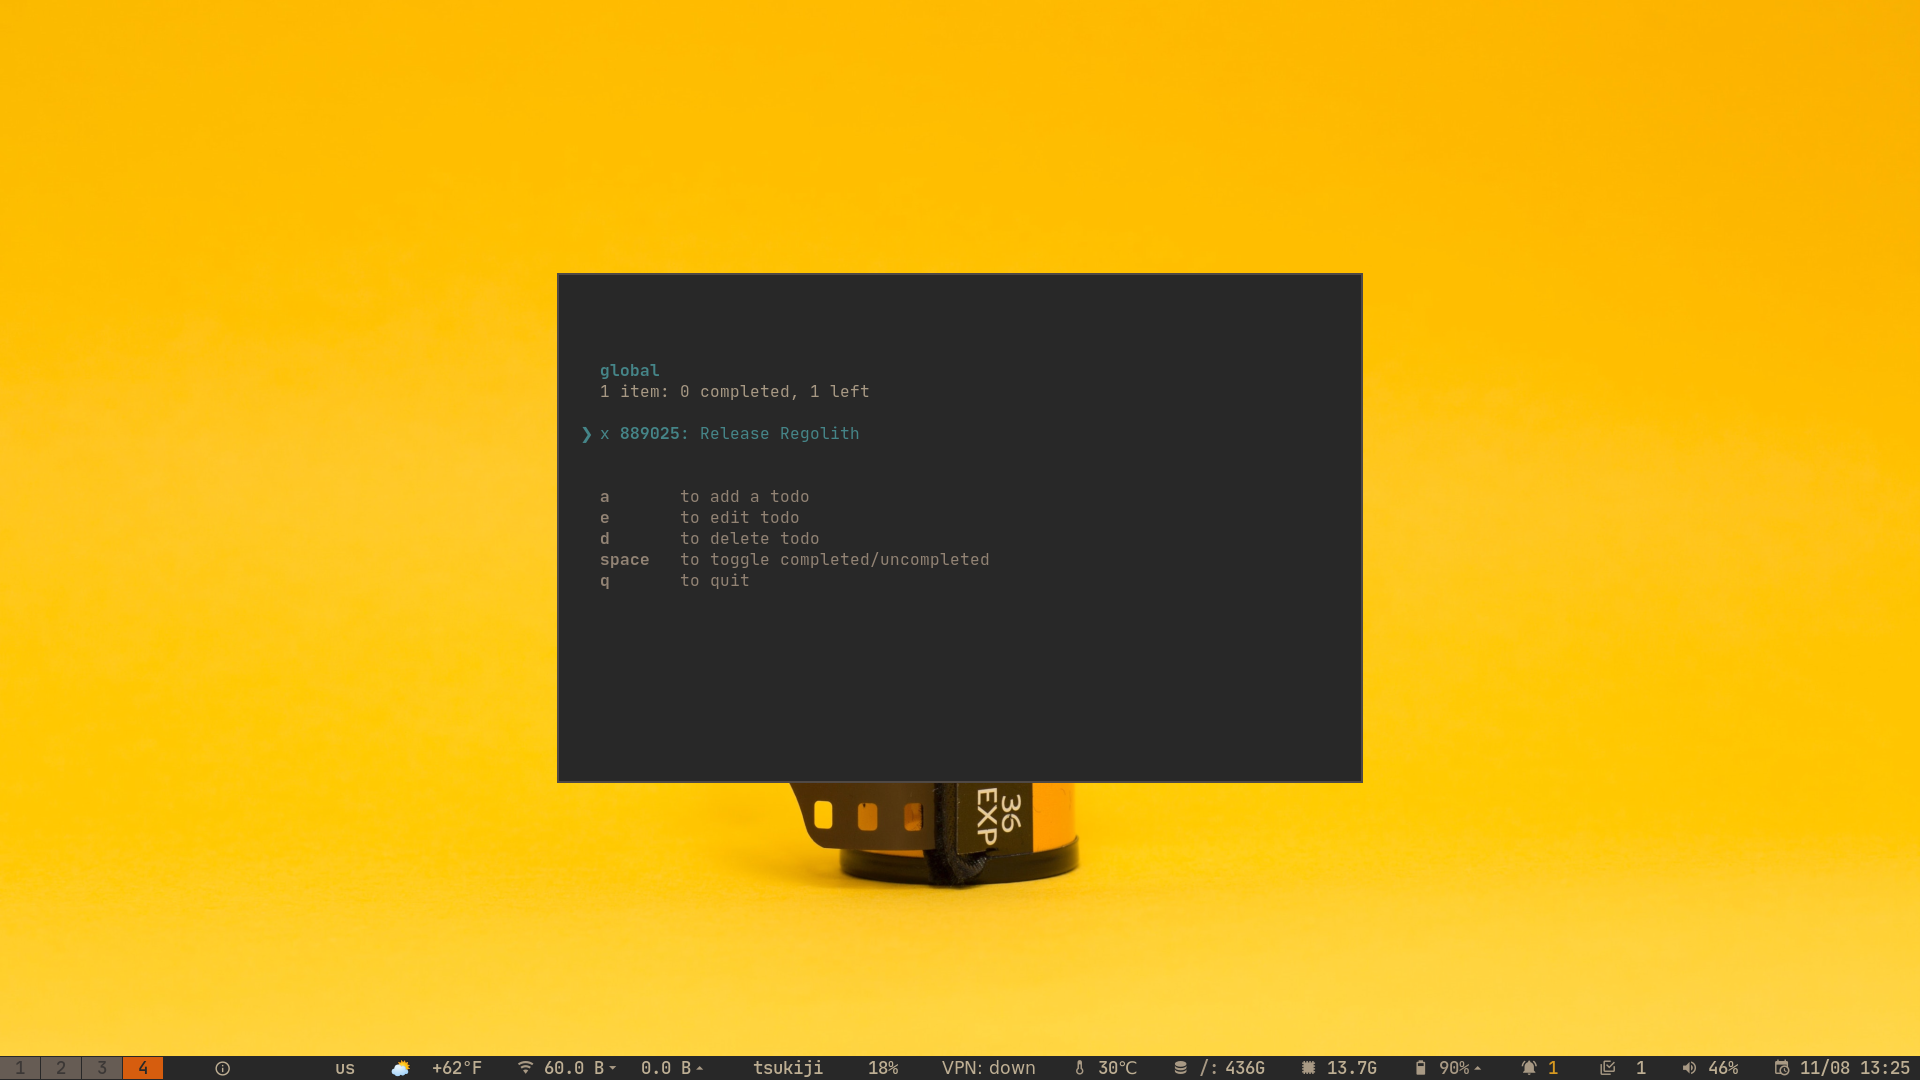 global
1 item: 0 completed, 1 left
❯ x 889025: Release Regolith
a to add a todo
e to edit todo
d to delete todo
space to toggle completed/uncompleted
q to quit
36
EXP
1 2 3 4 us +62°F 60.0 B 0.0 B tsukiji 18% VPN: down 30°C /: 436G 13.7G 90% 1 1 46% 11/08 13:25